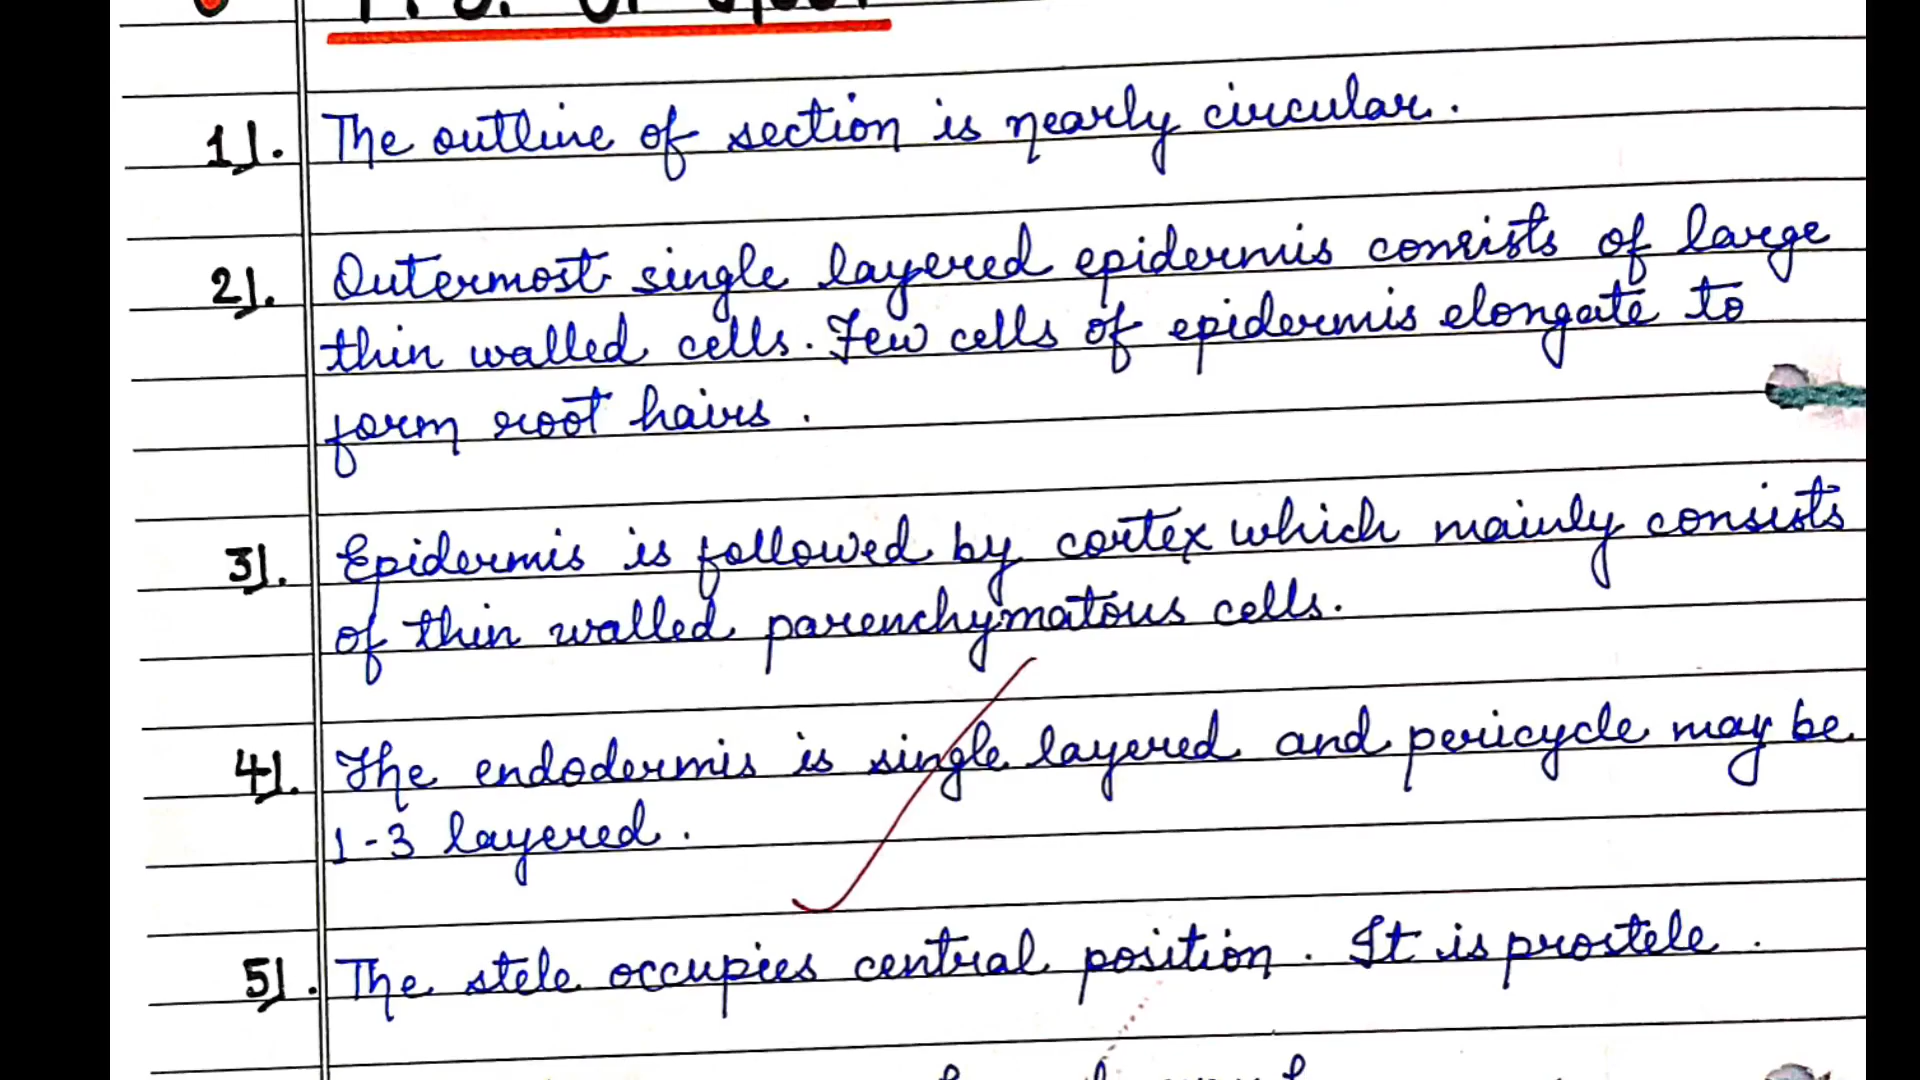 T.S. of Root
1). The outline of section is nearly circular.
2). Outermost single layered epidermis consists of large
thin walled cells. Few cells of epidermis elongate to
form root hairs.
3). Epidermis is followed by cortex which mainly consists
of thin walled parenchymatous cells.
4). The endodermis is single layered and pericycle may be
1-3 layered.
5). The stele occupies central position. It is prostele.